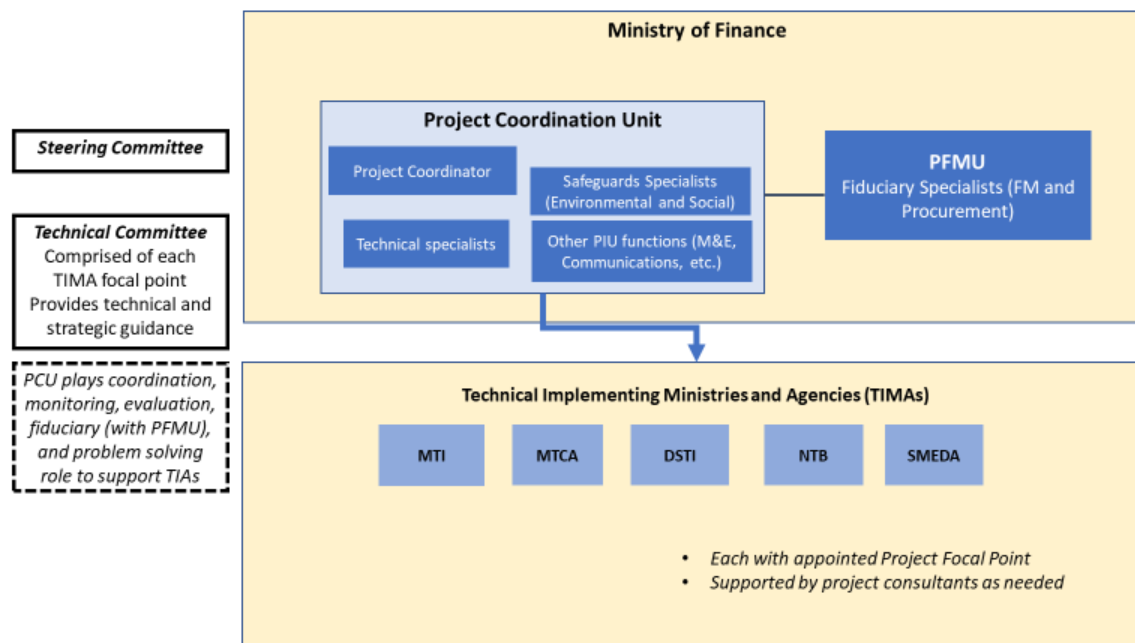 Ministry of Finance
Project Coordination Unit
Project Coordinator
Safeguards Specialists
(Environmental and Social)
Technical specialists
Other PIU functions (M&E,
Communications, etc.)
PFMU
Fiduciary Specialists (FM and
Procurement)
Steering Committee
Technical Committee
Comprised of each
TIMA focal point
Provides technical and
strategic guidance
PCU plays coordination,
monitoring, evaluation,
fiduciary (with PFMU),
and problem solving
role to support TIAs
Technical Implementing Ministries and Agencies (TIMAs)
MTI
MTCA
DSTI
NTB
SMEDA
• Each with appointed Project Focal Point
• Supported by project consultants as needed